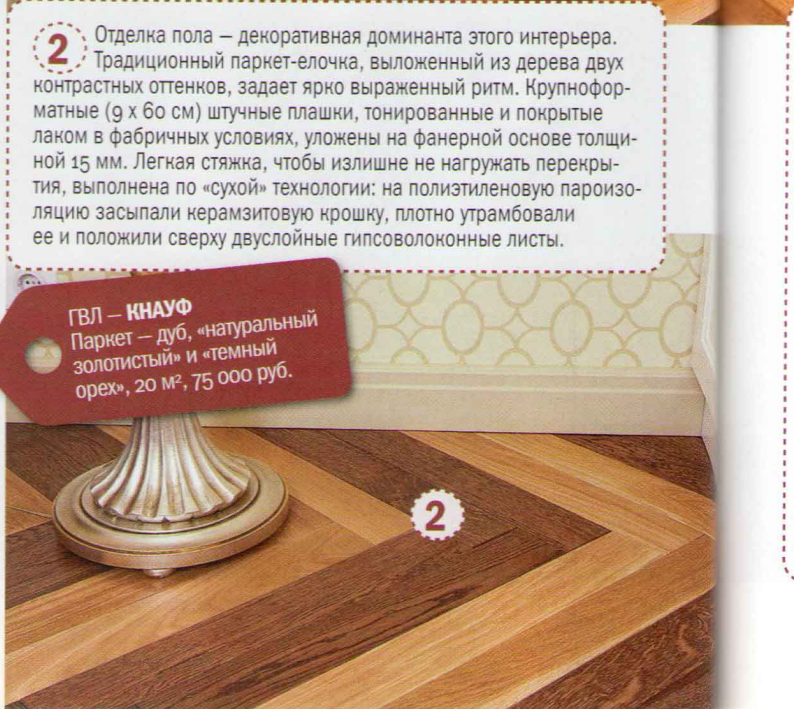 2 Отделка пола – декоративная доминанта этого интерьера.
Традиционный паркет-елочка, выложенный из дерева двух
контрастных оттенков, задает ярко выраженный ритм. Крупнофор-
матные (9 х 60 см) штучные плашки, тонированные и покрытые
лаком в фабричных условиях, уложены на фанерной основе толщи-
ной 15 мм. Легкая стяжка, чтобы излишне не нагружать перекры-
тия, выполнена по «сухой» технологии: на полиэтиленовую пароизо-
ляцию засыпали керамзитовую крошку, плотно утрамбовали
ее и положили сверху двуслойные гипсоволоконные листы.
ГВЛ – КНАУФ
Паркет – дуб, «натуральный
золотистый» и «темный
орех», 20 м², 75 000 руб.
2